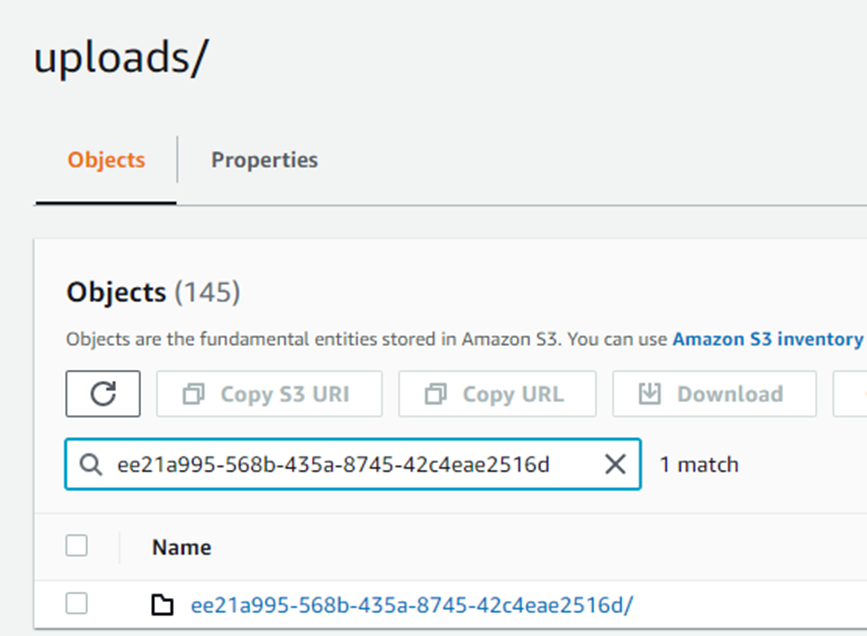 uploads/
Objects
Properties
Objects (145)
Objects are the fundamental entities stored in Amazon S3. You can use Amazon S3 inventory
Copy S3 URI
Copy URL
Download
ee21a995-568b-435a-8745-42c4eae2516d
1 match
Name
ee21a995-568b-435a-8745-42c4eae2516d/